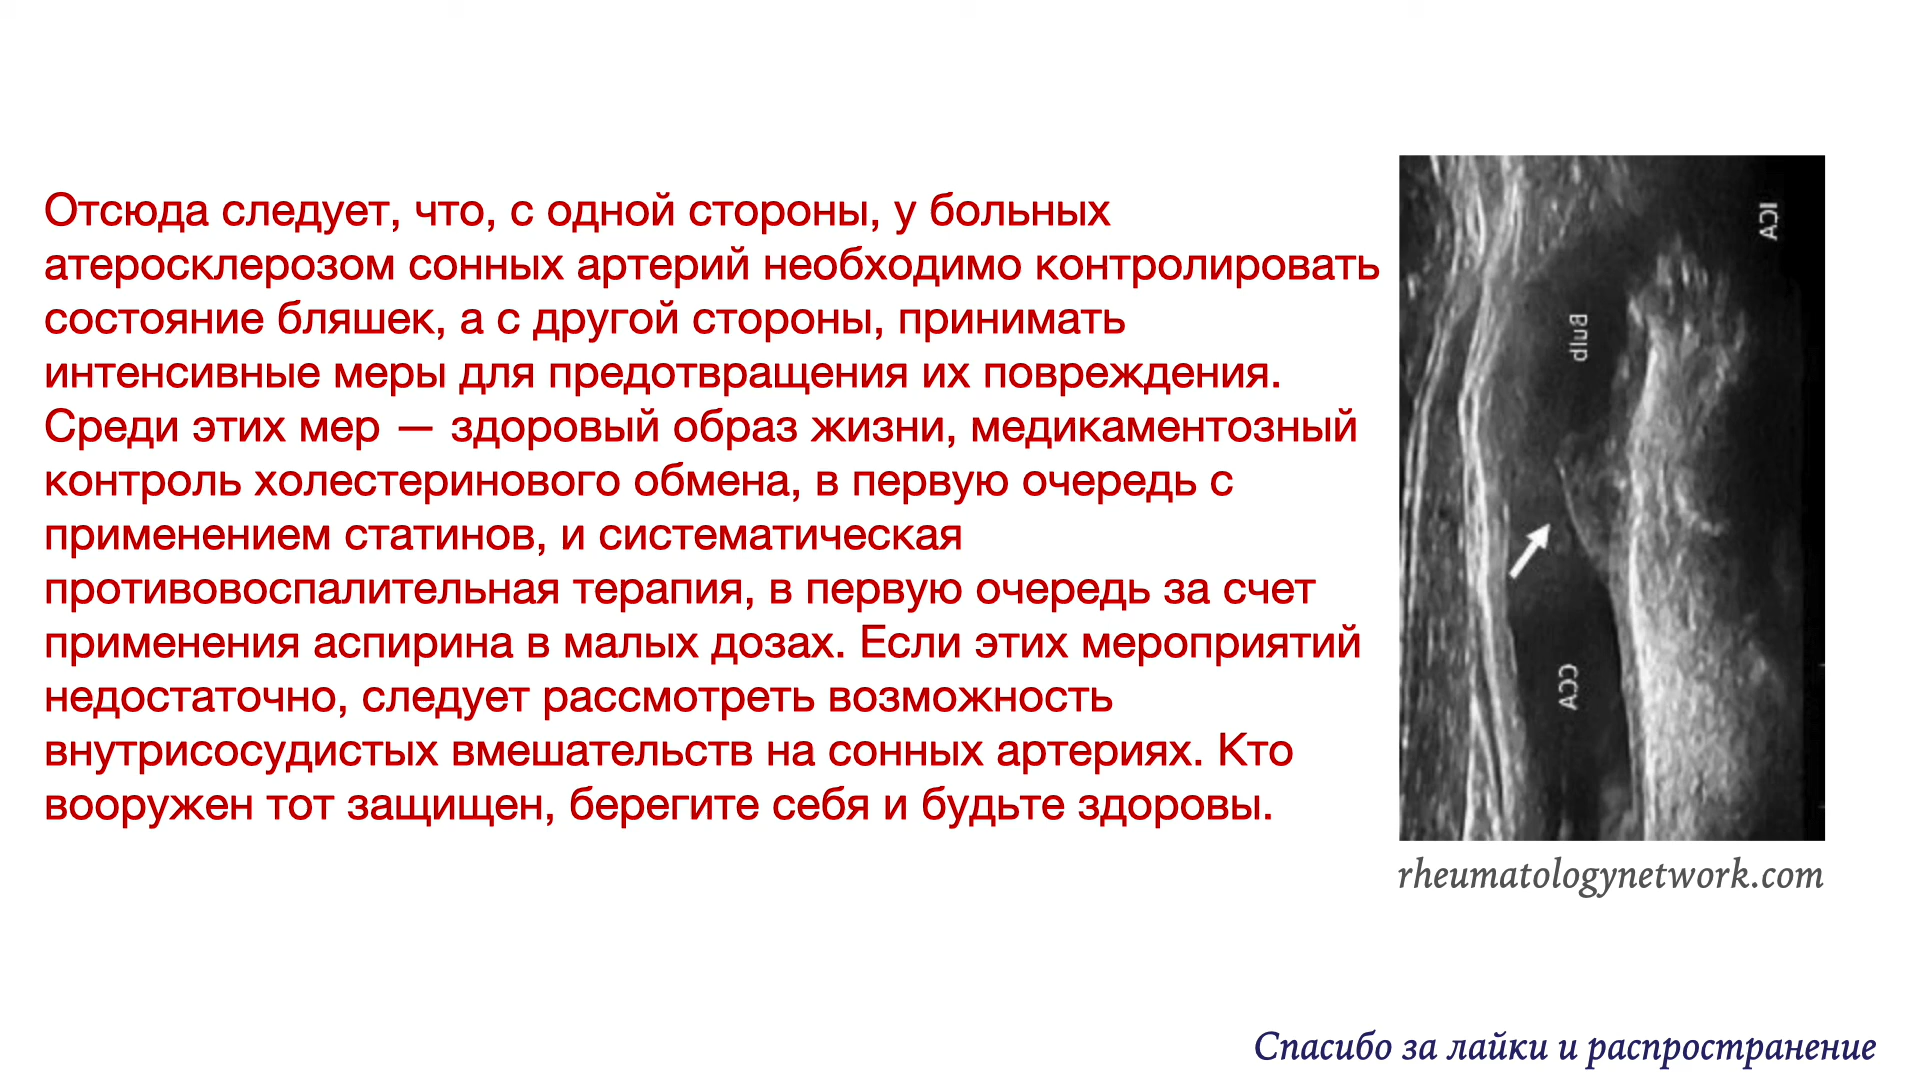 Отсюда следует, что, с одной стороны, у больных
атеросклерозом сонных артерий необходимо контролировать
состояние бляшек, а с другой стороны, принимать
интенсивные меры для предотвращения их повреждения.
Среди этих мер — здоровый образ жизни, медикаментозный
контроль холестеринового обмена, в первую очередь с
применением статинов, и систематическая
противовоспалительная терапия, в первую очередь за счет
применения аспирина в малых дозах. Если этих мероприятий
недостаточно, следует рассмотреть возможность
внутрисосудистых вмешательств на сонных артериях. Кто
вооружен тот защищен, берегите себя и будьте здоровы.
ICA
Bulb
CCA
rheumatologynetwork.com
Спасибо за лайки и распространение